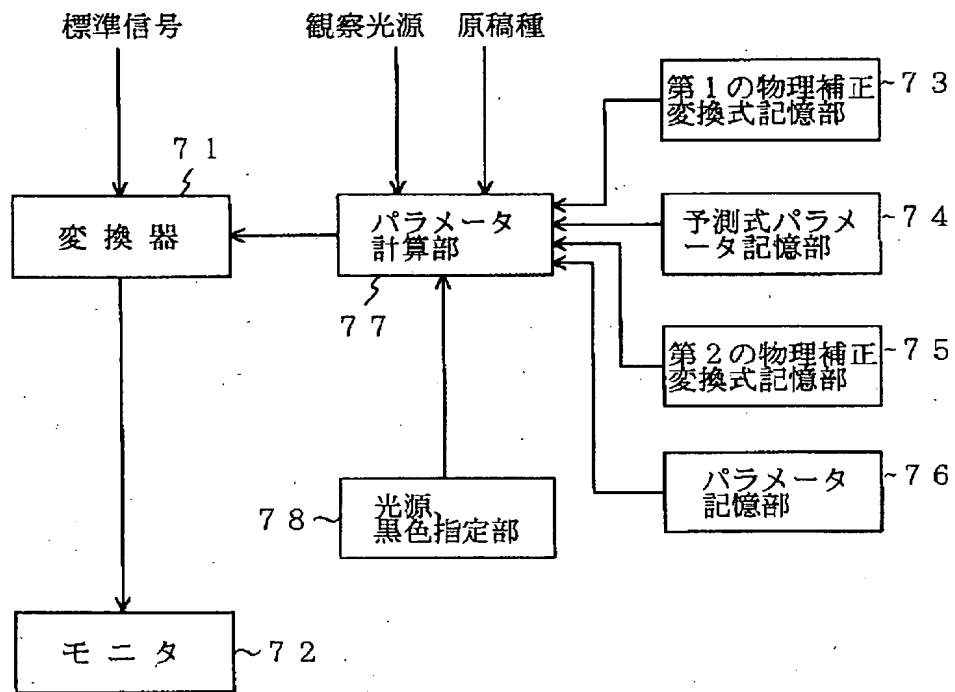 標準信号
観察光源
原稿種
第1の物理補正
変換式記憶部
73
71
変換器
パラメータ
計算部
77
予測式パラメ
ータ記憶部
74
第2の物理補正
変換式記憶部
75
光源、
黒色指定部
78
パラメータ
記憶部
76
モニタ
72